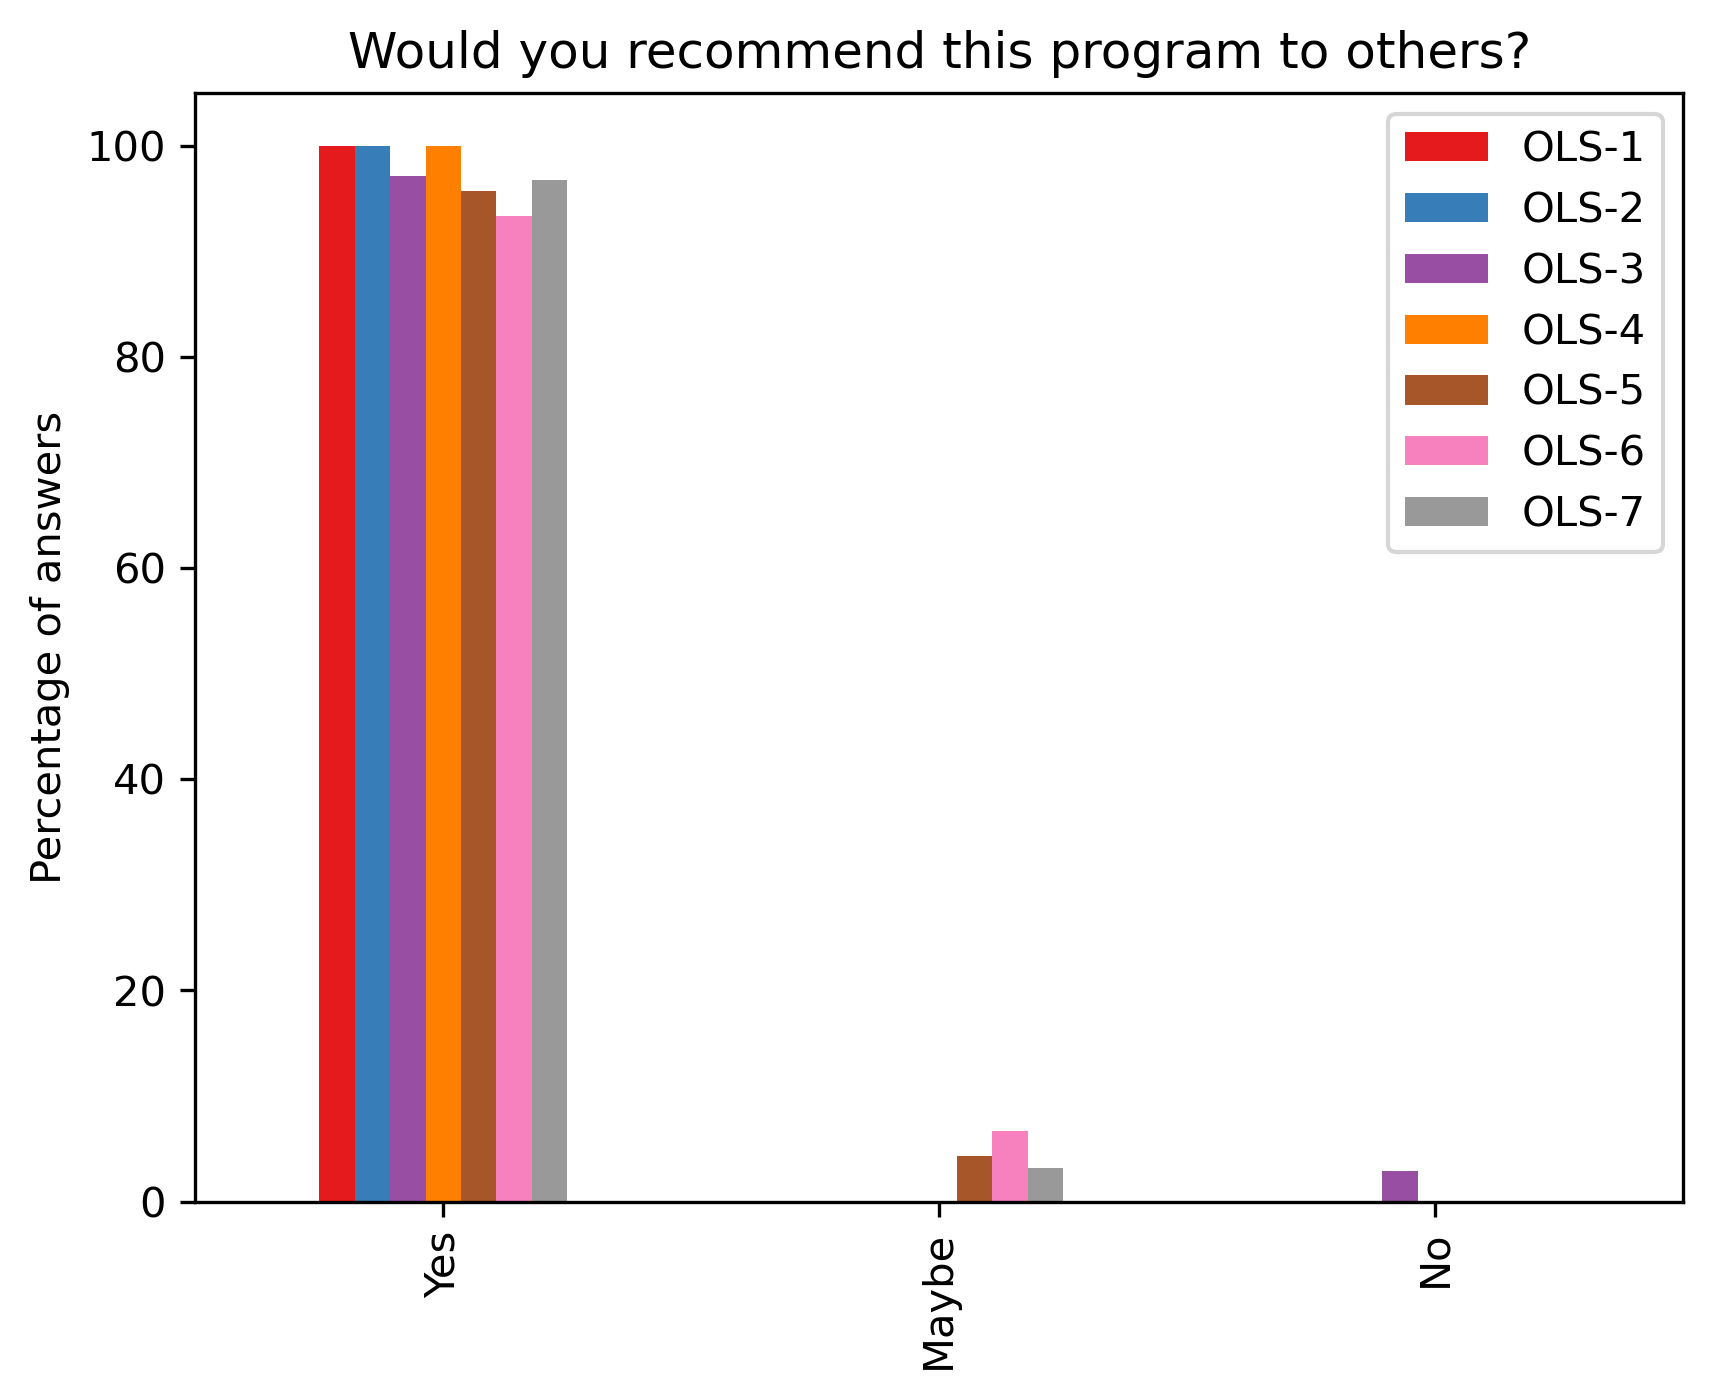 Would you recommend this program to others?
Percentage of answers
100
80
60
40
20
0
OLS-1
OLS-2
OLS-3
OLS-4
OLS-5
OLS-6
OLS-7
Yes
Maybe
No